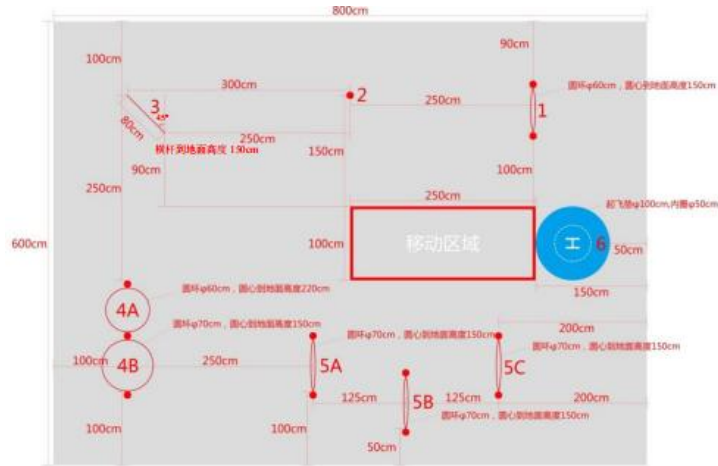 800cm
100cm
90cm
300cm
2
圆环φ60cm，圆心到地面高度150cm
3
45°
80cm
250cm
1
250cm
横杆到地面高度 150cm
150cm
90cm
100cm
250cm
250cm
起飞垫φ100cm,内圈φ50cm
600cm
100cm
移动区域
H
6
50cm
150cm
圆环φ60cm，圆心到地面高度220cm
4A
圆环φ70cm，圆心到地面高度150cm
200cm
圆环φ70cm，圆心到地面高度150cm
圆环φ70cm，圆心到地面高度150cm
100cm
4B
250cm
5A
5C
125cm
5B
125cm
200cm
圆环φ70cm，圆心到地面高度150cm
100cm
100cm
50cm